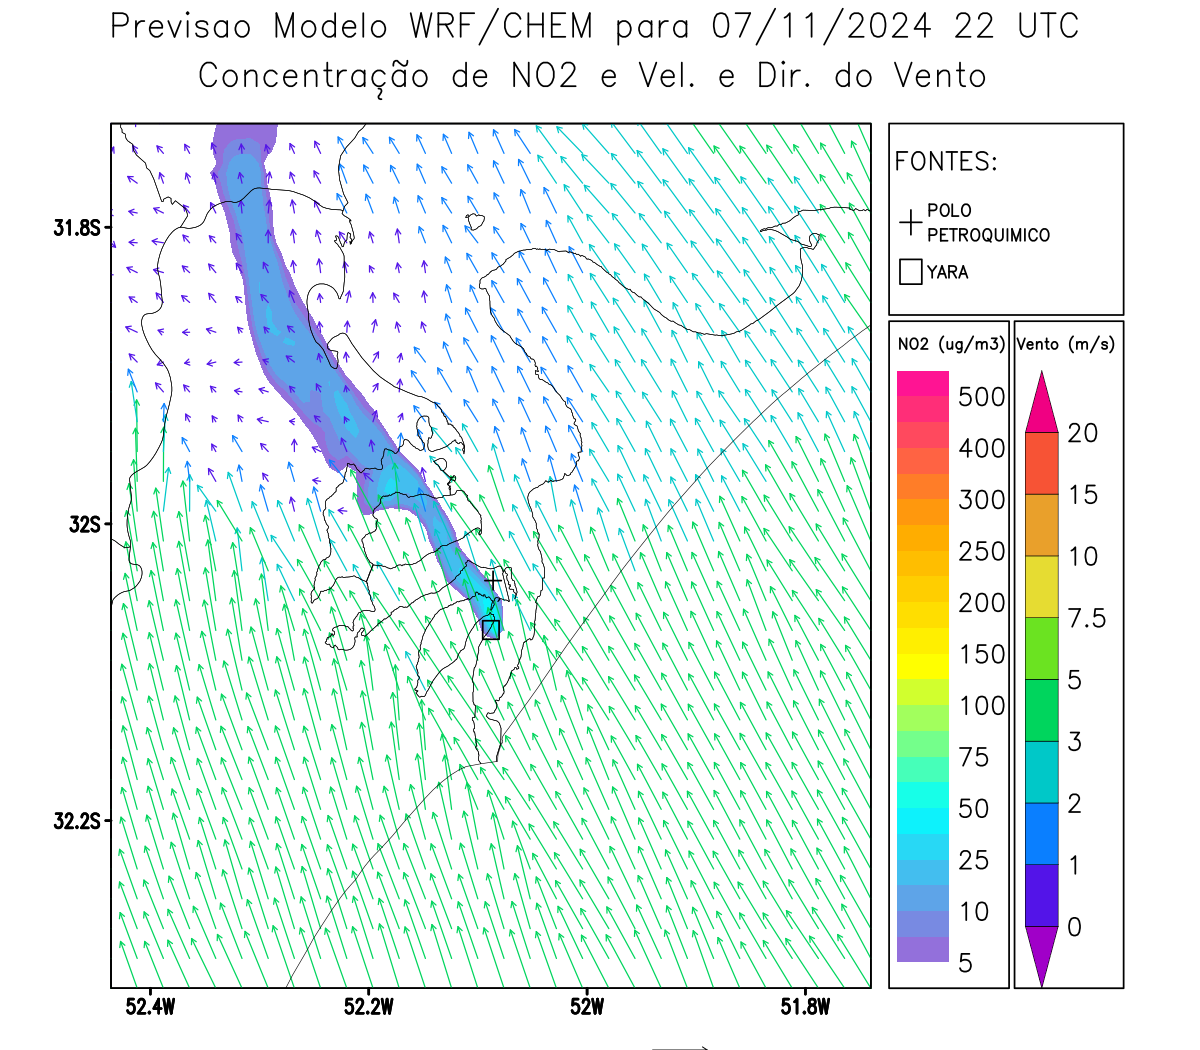 Previsao Modelo WRF/CHEM para 07/11/2024 22 UTC
Concentração de NO2 e Vel. e Dir. do Vento
FONTES:
POLO
PETROQUIMICO
YARA
NO2 (ug/m3)
500
400
300
250
200
150
100
75
50
25
10
5
Vento (m/s)
20
15
10
7.5
5
3
2
1
0
31.8S
32S
32.2S
52.4W
52.2W
52W
51.8W